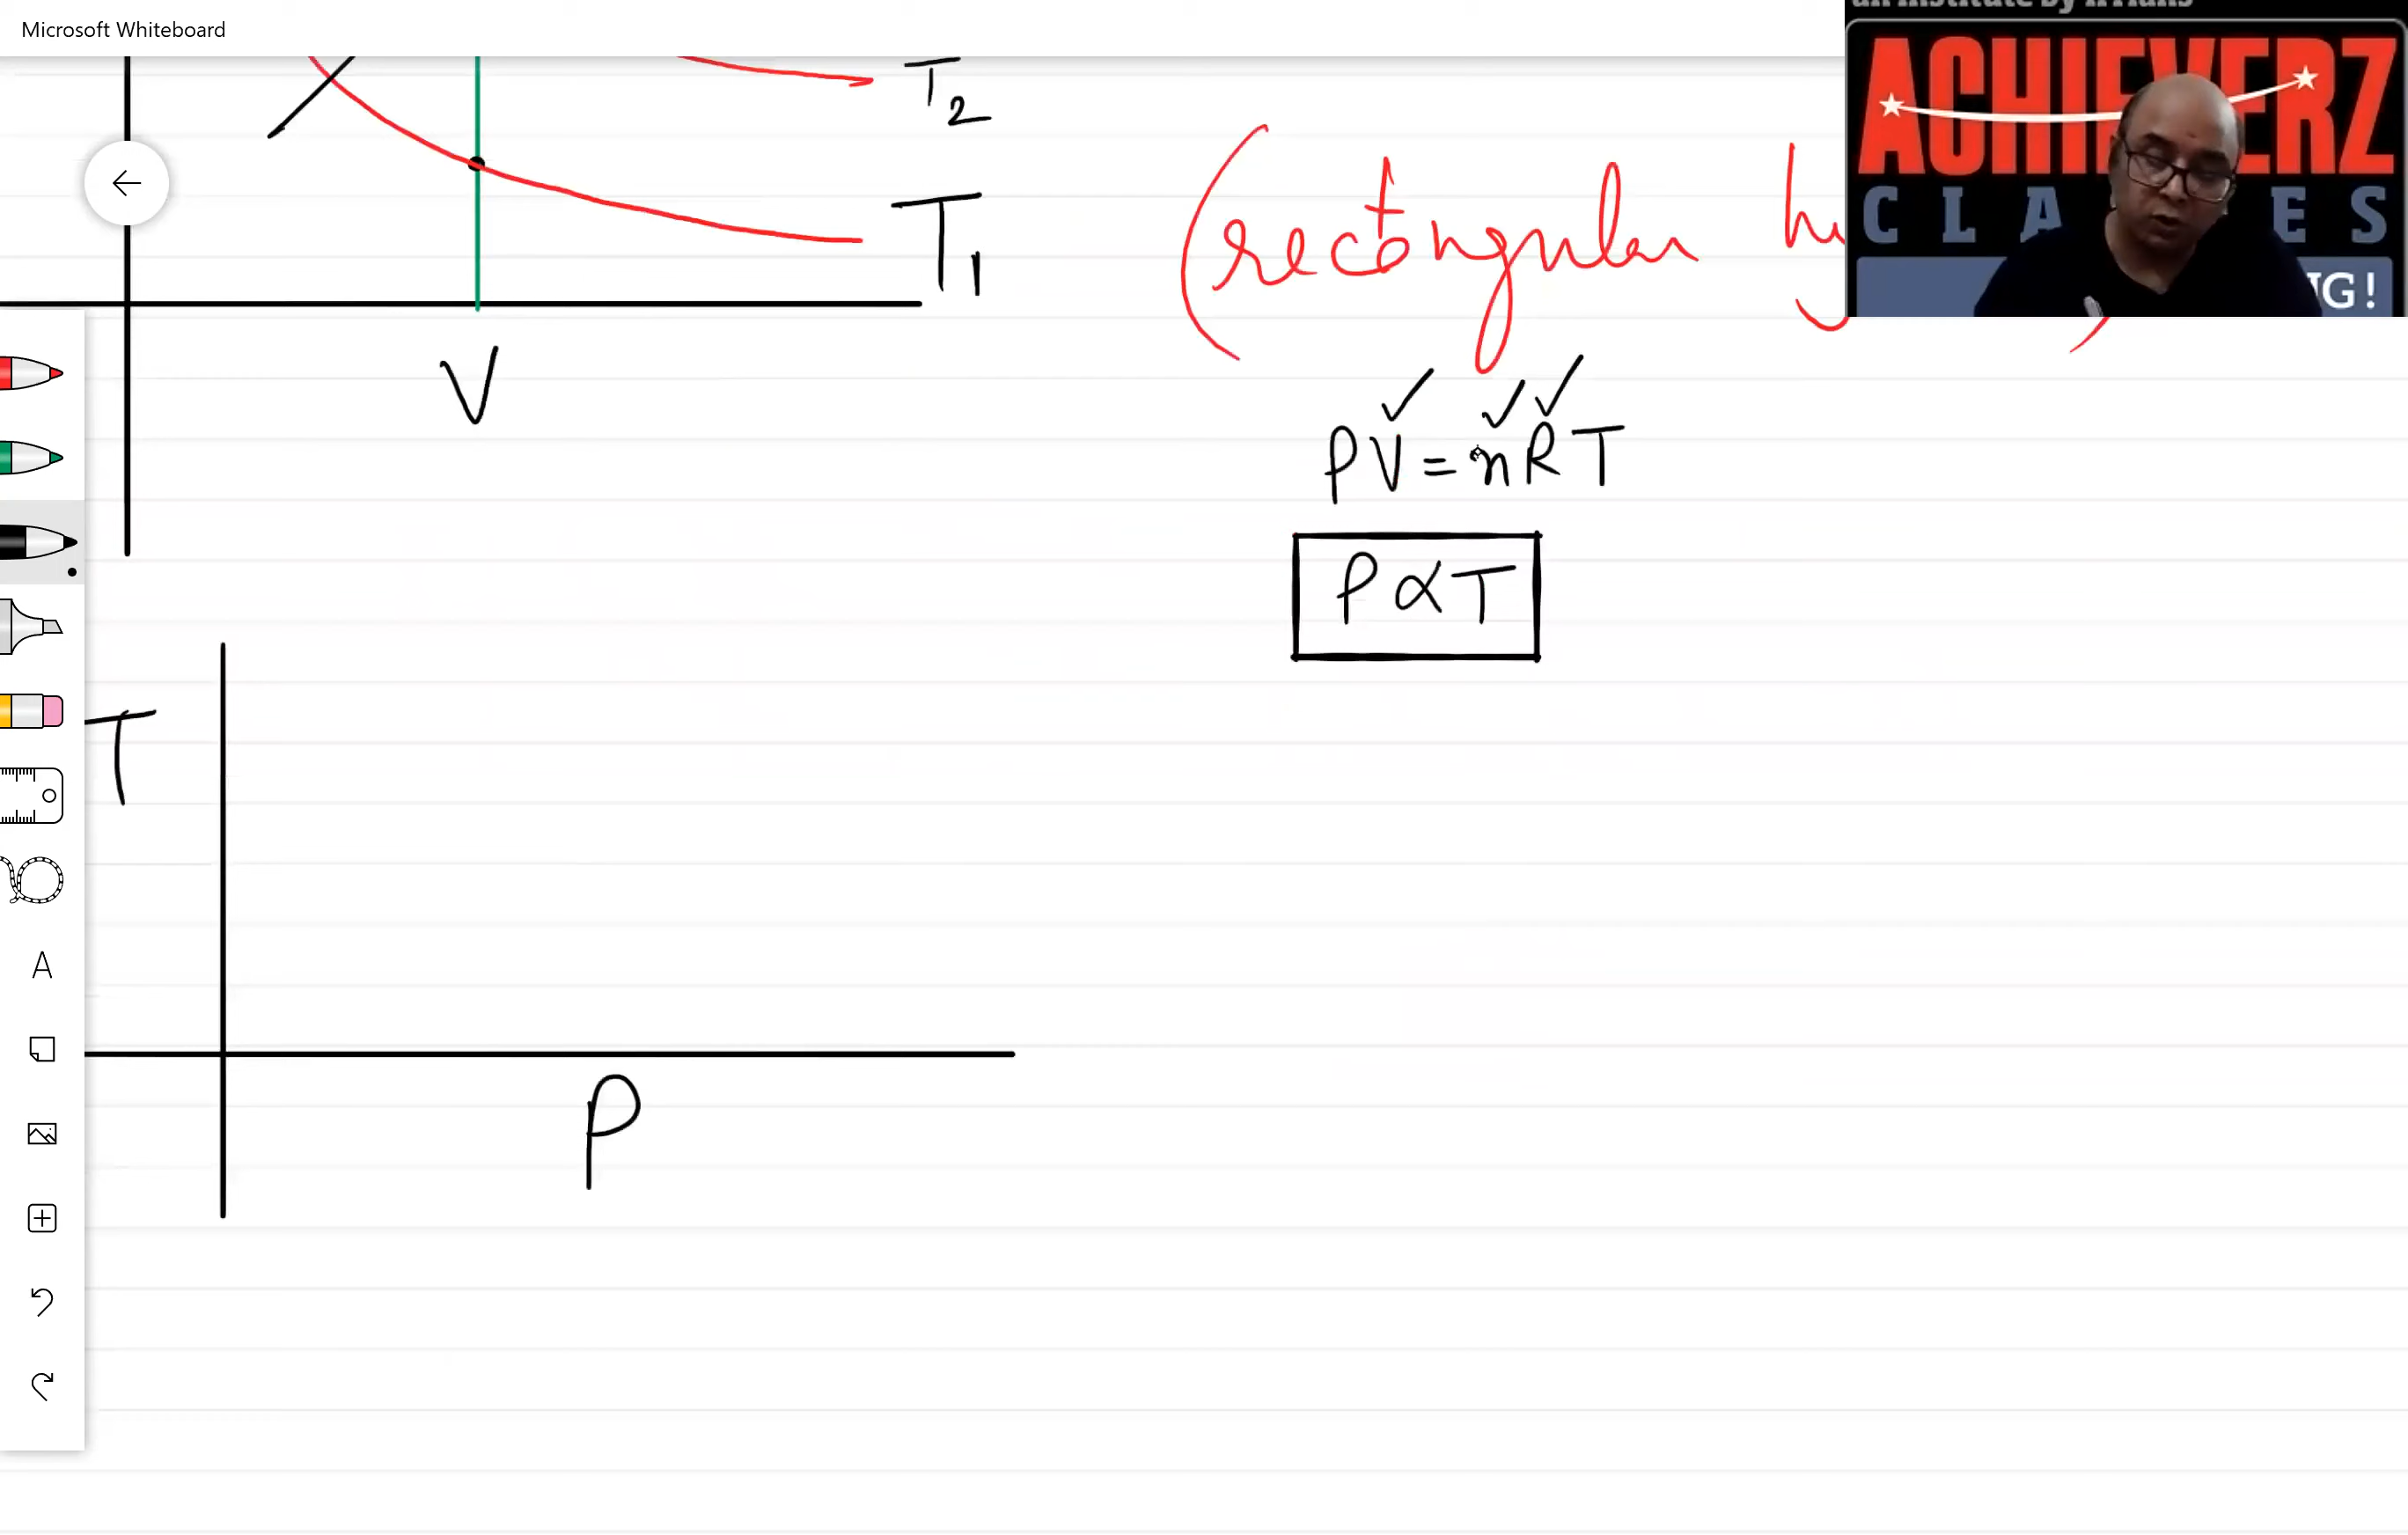 Microsoft Whiteboard
ACHIEVERZ
T2
(rectangular
T1
V
PV = nRT
P ∝ T
T
A
P